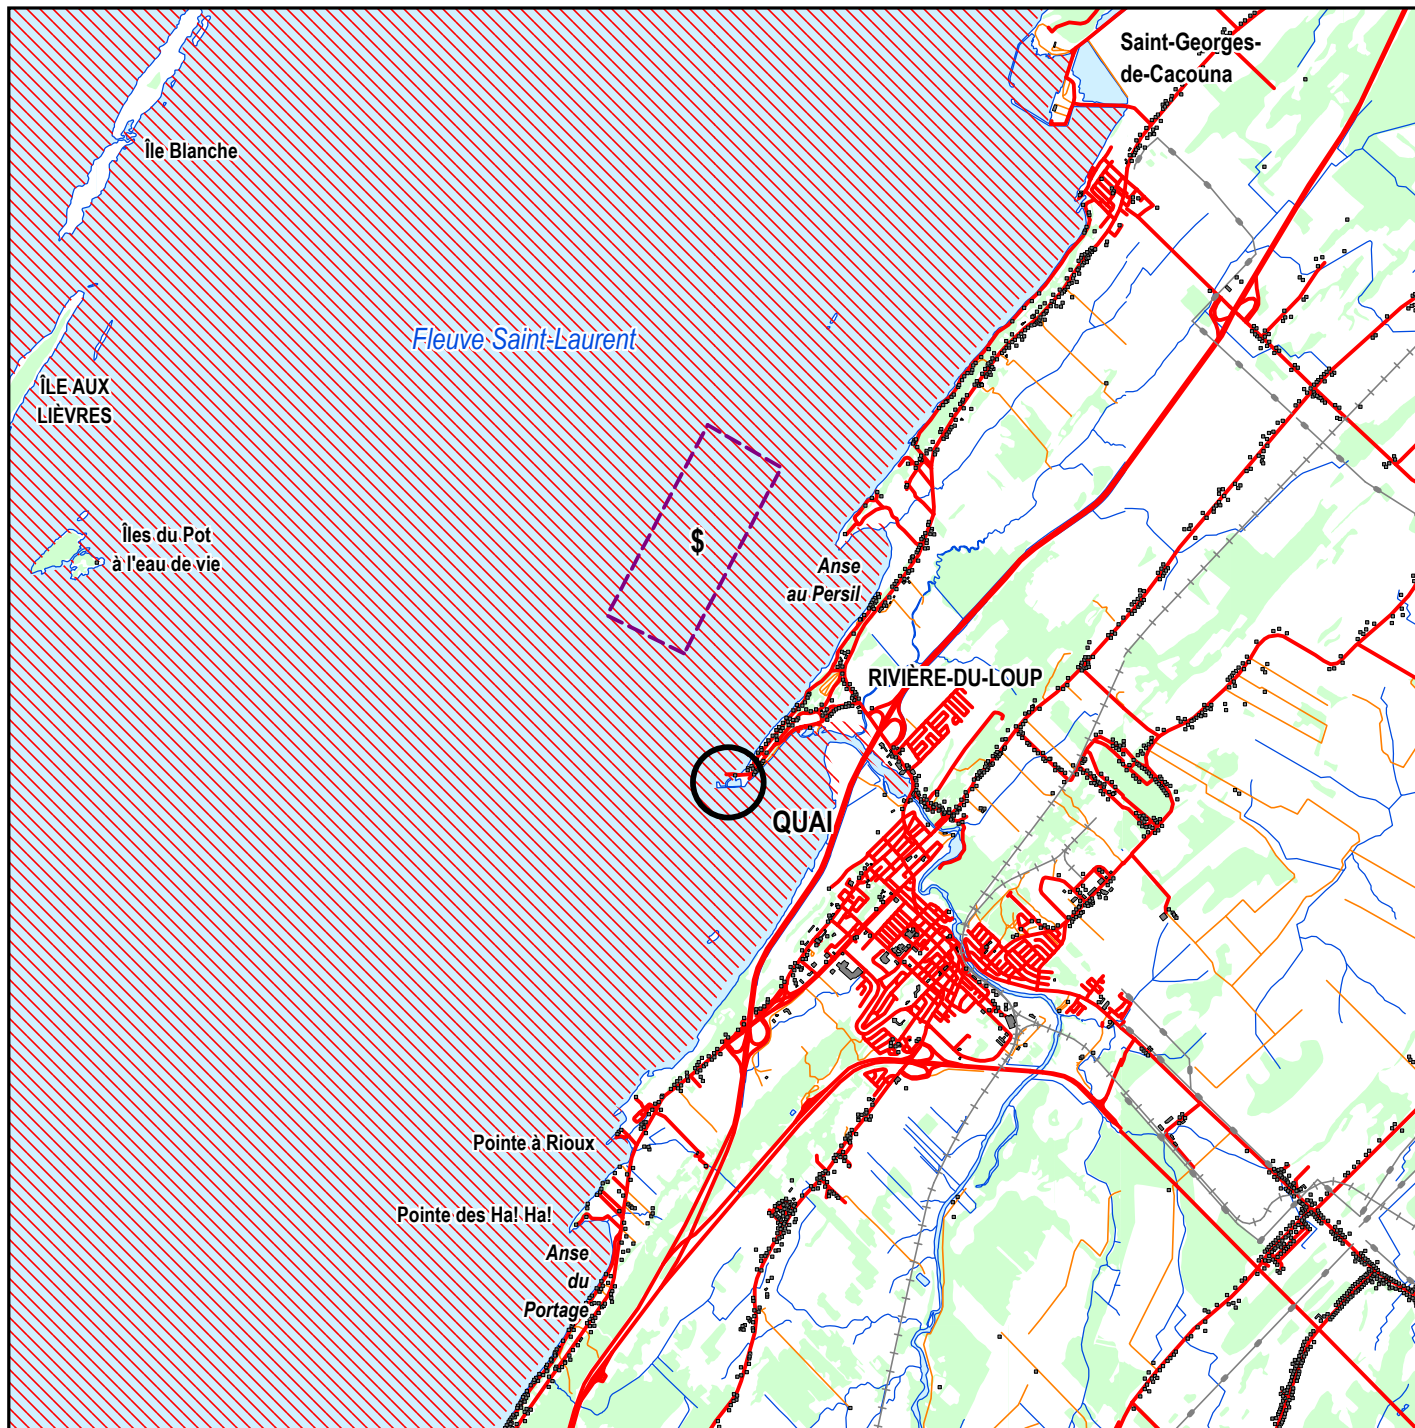 Saint-Georges-
de-Cacouna
Île Blanche
Fleuve Saint-Laurent
ÎLE AUX
LIÈVRES
Îles du Pot
à l'eau de vie
$
Anse
au Persil
RIVIÈRE-DU-LOUP
QUAI
Pointe à Rioux
Pointe des Ha! Ha!
Anse
du
Portage